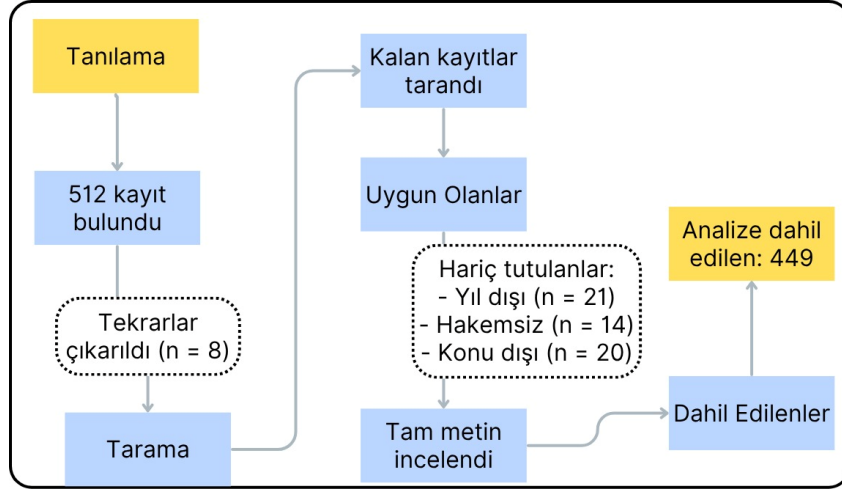 Tanılama
512 kayıt
bulundu
Tekrarlar
çıkarıldı (n = 8)
Tarama
Kalan kayıtlar
tarandı
Uygun Olanlar
Hariç tutulanlar:
- Yıl dışı (n = 21)
- Hakemsiz (n = 14)
- Konu dışı (n = 20)
Tam metin
incelendi
Dahil Edilenler
Analize dahil
edilen: 449